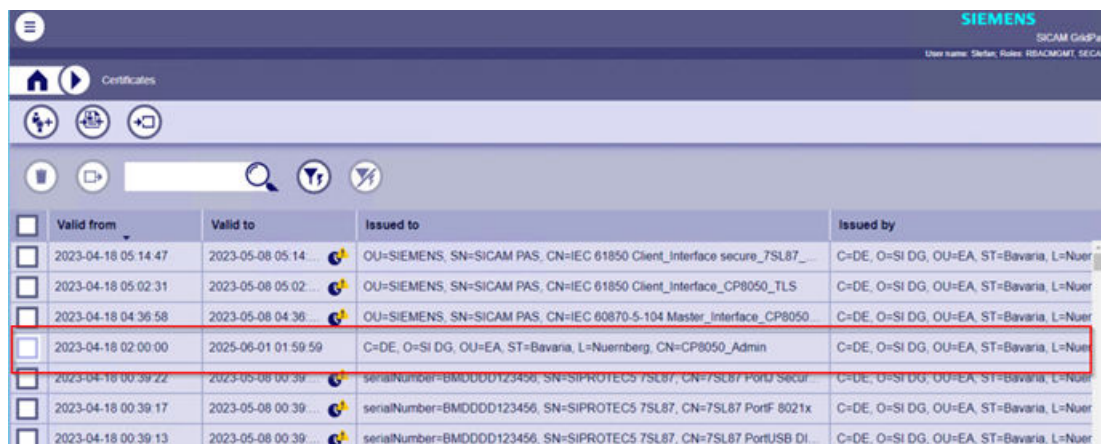 SIEMENS
SICAM GridPa
User name: Stefan; Roles: RBACMGMT, SECA
Certificates
Valid from Valid to Issued to Issued by
2023-04-18 05:14:47 2023-05-08 05:14... OU=SIEMENS, SN=SICAM PAS, CN=IEC 61850 Client_Interface secure_7SL87_... C=DE, O=SI DG, OU=EA, ST=Bavaria, L=Nuer
2023-04-18 05:02:31 2023-05-08 05:02... OU=SIEMENS, SN=SICAM PAS, CN=IEC 61850 Client_Interface_CP8050_TLS C=DE, O=SI DG, OU=EA, ST=Bavaria, L=Nuer
2023-04-18 04:36:58 2023-05-08 04:36... OU=SIEMENS, SN=SICAM PAS, CN=IEC 60870-5-104 Master_Interface_CP8050... C=DE, O=SI DG, OU=EA, ST=Bavaria, L=Nuer
2023-04-18 02:00:00 2025-06-01 01:59:59 C=DE, O=SI DG, OU=EA, ST=Bavaria, L=Nuernberg, CN=CP8050_Admin C=DE, O=SI DG, OU=EA, ST=Bavaria, L=Nuer
2023-04-18 00:39:22 2023-05-08 00:39... serialNumber=BMDDDD123456, SN=SIPROTEC5 7SL87, CN=7SL87 PortJ Secur... C=DE, O=SI DG, OU=EA, ST=Bavaria, L=Nuer
2023-04-18 00:39:17 2023-05-08 00:39... serialNumber=BMDDDD123456, SN=SIPROTEC5 7SL87, CN=7SL87 PortF 8021x C=DE, O=SI DG, OU=EA, ST=Bavaria, L=Nuer
2023-04-18 00:39:13 2023-05-08 00:39... serialNumber=BMDDDD123456, SN=SIPROTEC5 7SL87, CN=7SL87 PortUSB DI... C=DE, O=SI DG, OU=EA, ST=Bavaria, L=Nuer